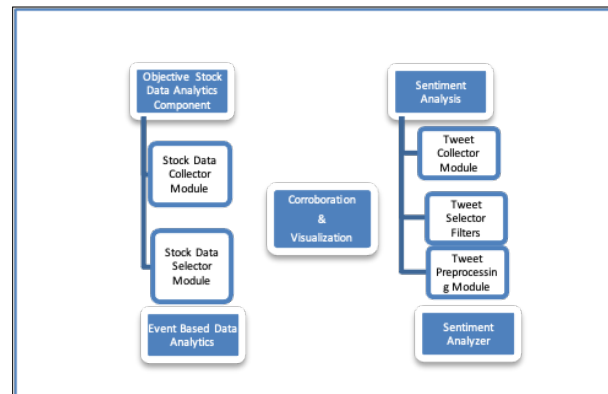 Objective Stock
Data Analytics
Component
Stock Data
Collector
Module
Stock Data
Selector
Module
Event Based Data
Analytics
Corroboration
&
Visualization
Sentiment
Analysis
Tweet
Collector
Module
Tweet
Selector
Filters
Tweet
Preprocessin
g Module
Sentiment
Analyzer